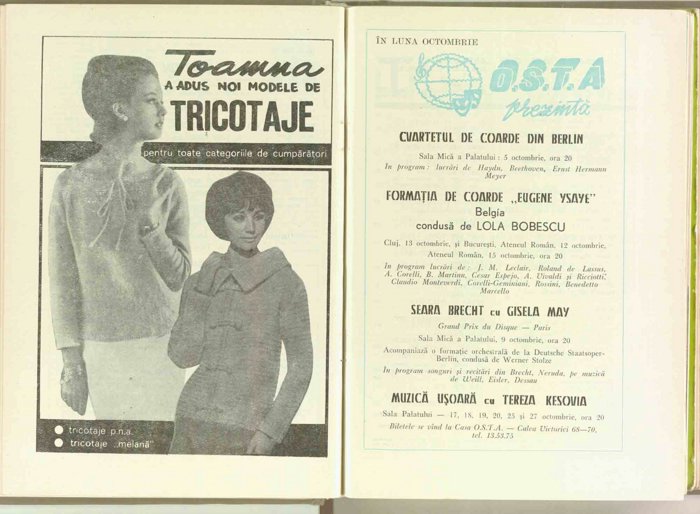 Toamna
A ADUS NOI MODELE DE
TRICOTAJE
pentru toate categoriile de cumpărători
tricotaje p.n.a.
tricotaje „melană"
ÎN LUNA OCTOMBRIE
O.S.T.A
prezintă
CVARTETUL DE COARDE DIN BERLIN
Sala Mică a Palatului : 5 octombrie, ora 20
In program : lucrări de Haydn, Beethoven, Ernst Hermann
Meyer
FORMAȚIA DE COARDE „EUGENE YSAYE"
Belgia
condusă de LOLA BOBESCU
Cluj, 13 octombrie, și București, Ateneul Român, 12 octombrie,
Ateneul Român, 15 octombrie, ora 20
In program lucrări de : J. M. Leclair, Roland de Lassus,
A. Corelli, B. Martinu, Cesar Espejo, A. Vivaldi și Ricciotti,
Claudio Monteverdi, Corelli-Geminiani, Rossini, Benedetto
Marcello
SEARA BRECHT cu GISELA MAY
Grand Prix du Disque — Paris
Sala Mică a Palatului, 9 octombrie, ora 20
Acompaniază o formație orchestrală de la Deutsche Staatsoper-
Berlin, condusă de Werner Stolze
In program songuri și recitări din Brecht, Neruda, pe muzică
de Weill, Eisler, Dessau
MUZICĂ UȘOARĂ cu TEREZA KESOVIA
Sala Palatului — 17, 18, 19, 20, 25 și 27 octombrie, ora 20
Biletele se vînd la Casa O.S.T.A. — Calea Victoriei 68—70,
tel. 13.53.75